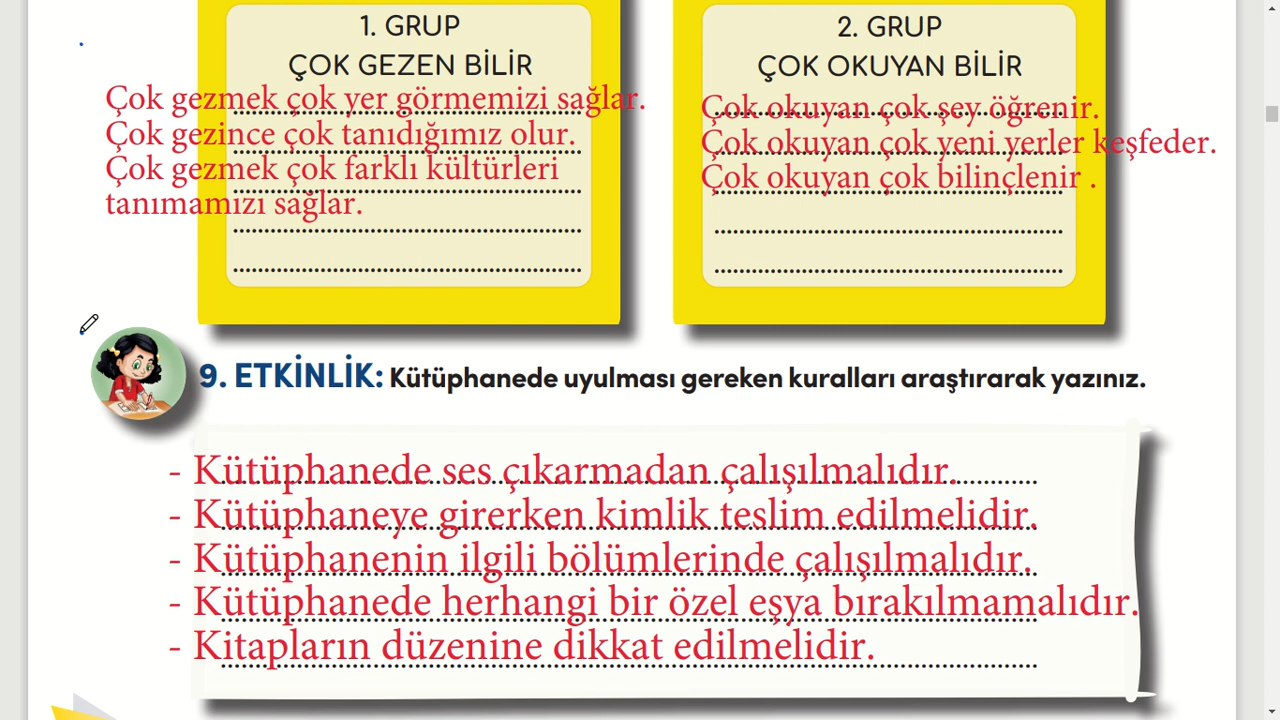 1. GRUP
ÇOK GEZEN BİLİR
Çok gezmek çok yer görmemizi sağlar.
Çok gezince çok tanıdığımız olur.
Çok gezmek çok farklı kültürleri
tanımamızı sağlar.
2. GRUP
ÇOK OKUYAN BİLİR
Çok okuyan çok şey öğrenir.
Çok okuyan çok yeni yerler keşfeder.
Çok okuyan çok bilinçlenir .
9. ETKİNLİK: Kütüphanede uyulması gereken kuralları araştırarak yazınız.
- Kütüphanede ses çıkarmadan çalışılmalıdır.
- Kütüphaneye girerken kimlik teslim edilmelidir.
- Kütüphanenin ilgili bölümlerinde çalışılmalıdır.
- Kütüphanede herhangi bir özel eşya bırakılmamalıdır.
- Kitapların düzenine dikkat edilmelidir.